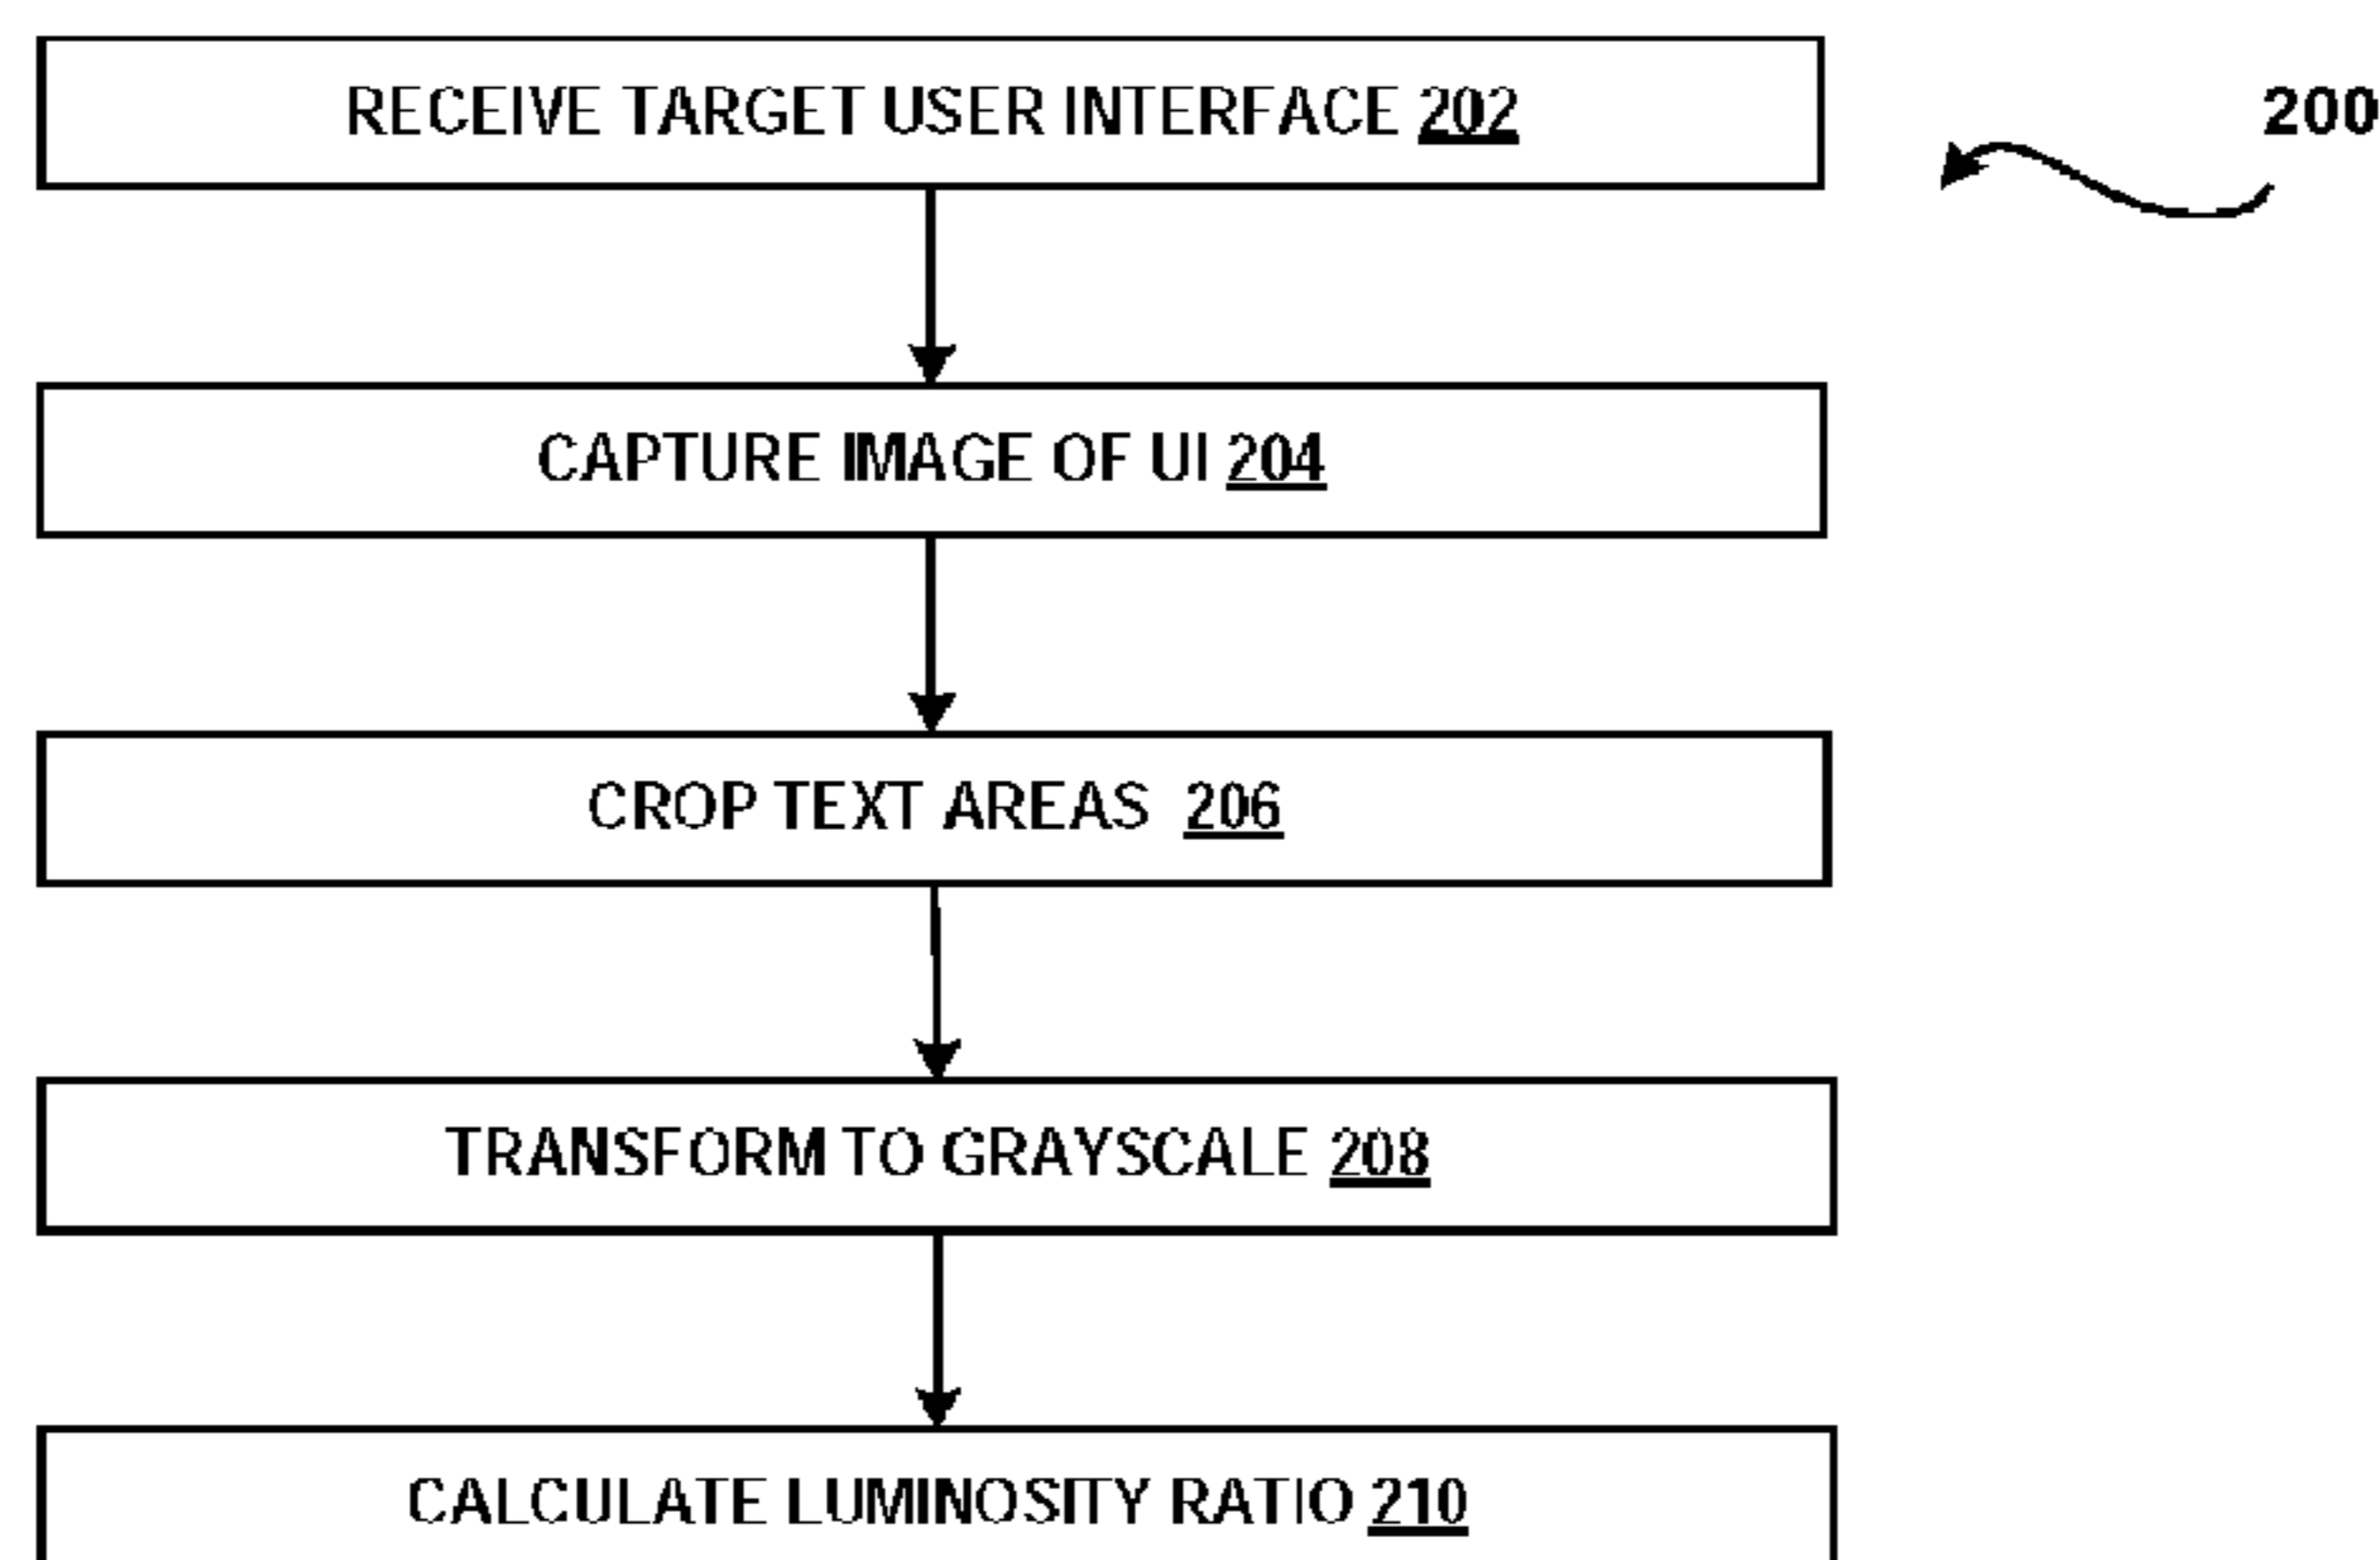 RECEIVE TARGET USER INTERFACE 202
200
CAPTURE IMAGE OF UI 204
CROP TEXT AREAS 206
TRANSFORM TO GRAYSCALE 208
CALCULATE LUMINOSITY RATIO 210